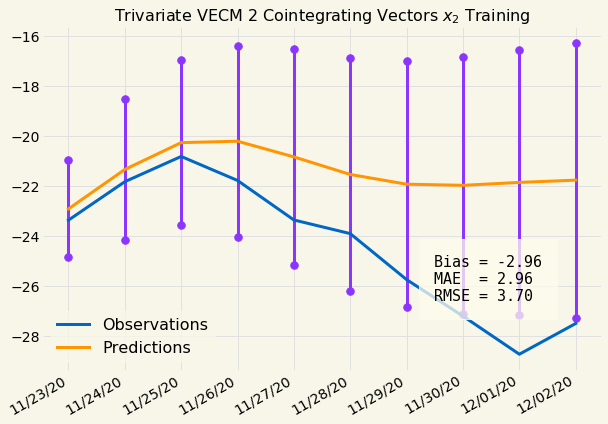 Trivariate VECM 2 Cointegrating Vectors x₂ Training
−16
−18
−20
−22
−24
−26
−28
Bias = -2.96
MAE = 2.96
RMSE = 3.70
Observations
Predictions
11/23/20
11/24/20
11/25/20
11/26/20
11/27/20
11/28/20
11/29/20
11/30/20
12/01/20
12/02/20